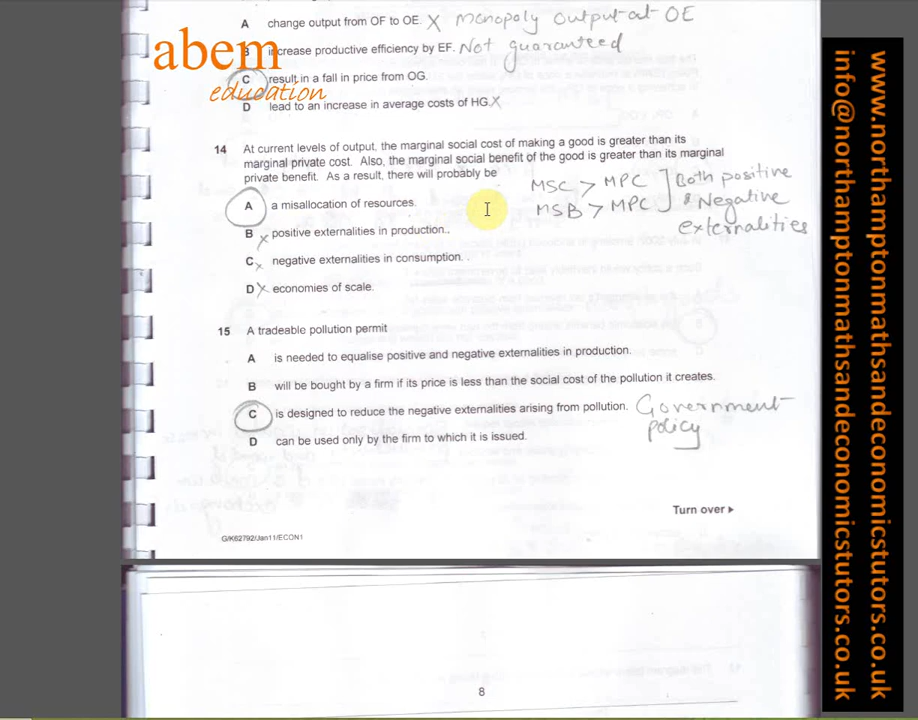 A change output from OF to OE. X Monopoly output at OE
B increase productive efficiency by EF. Not guaranteed
abem
education
C result in a fall in price from OG.
D lead to an increase in average costs of HG. X
14 At current levels of output, the marginal social cost of making a good is greater than its
marginal private cost. Also, the marginal social benefit of the good is greater than its marginal
private benefit. As a result, there will probably be
MSC > MPC ] Both positive
A a misallocation of resources.
MSB > MPC ] & Negative
externalities
B x positive externalities in production..
C x negative externalities in consumption. .
D X economies of scale.
15 A tradeable pollution permit
A is needed to equalise positive and negative externalities in production.
B will be bought by a firm if its price is less than the social cost of the pollution it creates.
C is designed to reduce the negative externalities arising from pollution. Government
policy
D can be used only by the firm to which it is issued.
Turn over ▸
G/K62792/Jan11/ECON1
8
www.northamptonmathsandeconomicstutors.co.uk
info@northamptonmathsandeconomicstutors.co.uk